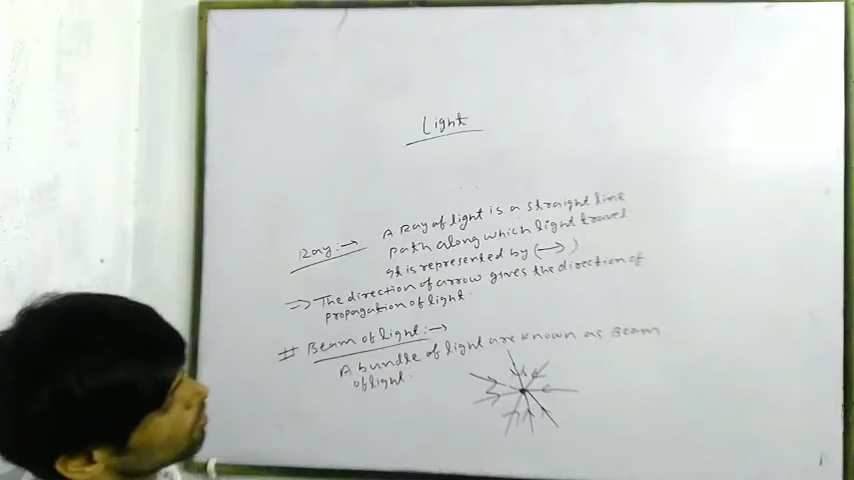 Light
Ray:→ A Ray of light is a straight line
path along which light travel
It is represented by (→)
⇒ The direction of arrow gives the direction of
propagation of light.
# Beam of light:→
A bundle of light are known as Beam
of light.